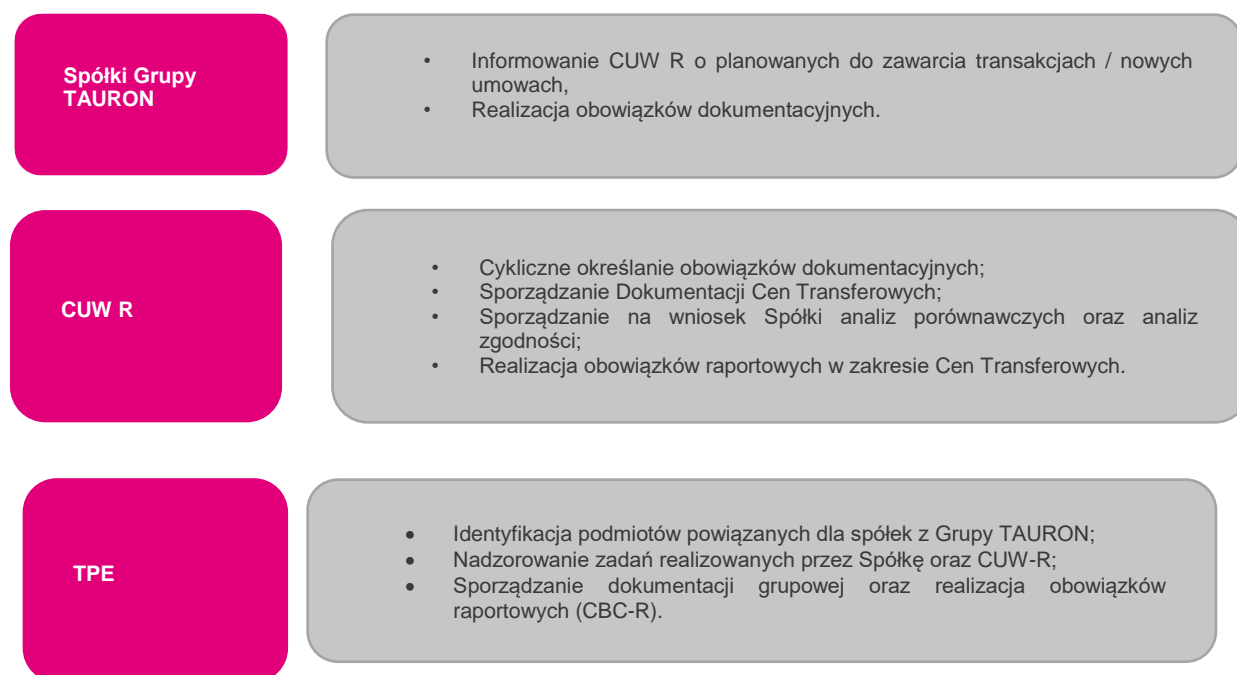 Spółki Grupy
TAURON
• Informowanie CUW R o planowanych do zawarcia transakcjach / nowych
umowach,
• Realizacja obowiązków dokumentacyjnych.
CUW R
• Cykliczne określanie obowiązków dokumentacyjnych;
• Sporządzanie Dokumentacji Cen Transferowych;
• Sporządzanie na wniosek Spółki analiz porównawczych oraz analiz
zgodności;
• Realizacja obowiązków raportowych w zakresie Cen Transferowych.
TPE
• Identyfikacja podmiotów powiązanych dla spółek z Grupy TAURON;
• Nadzorowanie zadań realizowanych przez Spółkę oraz CUW-R;
• Sporządzanie dokumentacji grupowej oraz realizacja obowiązków
raportowych (CBC-R).